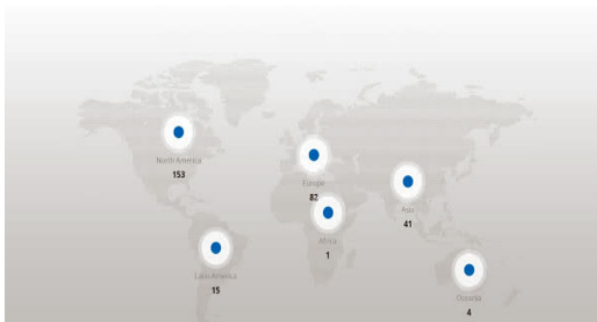 North America
153
Europe
82
Asia
41
Africa
1
Latin America
15
Oceania
4